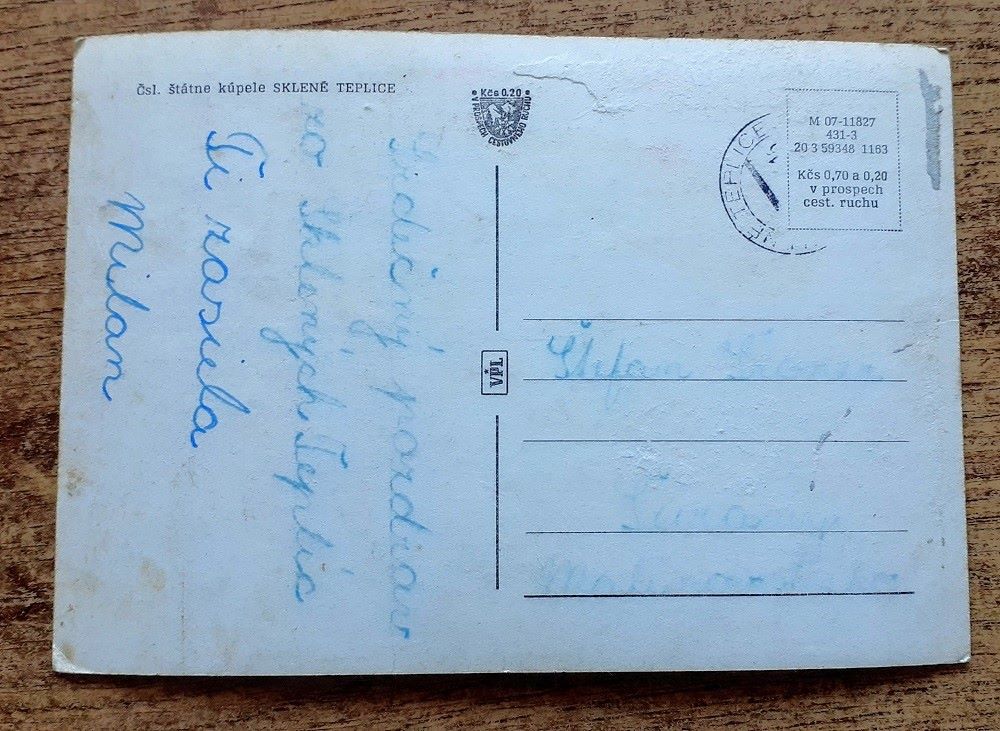 Čsl. štátne kúpele SKLENÉ TEPLICE
Kčs 0.20
V PROSPECH CESTOVNÉHO RUCHU
M 07-11827
431-3
20 3 59348 1163
Kčs 0,70 a 0,20
v prospech
cest. ruchu
TEPLICE
Srdečný pozdrav
zo Sklených Teplíc
Ti zasiela
Milan
VPL
Štefan